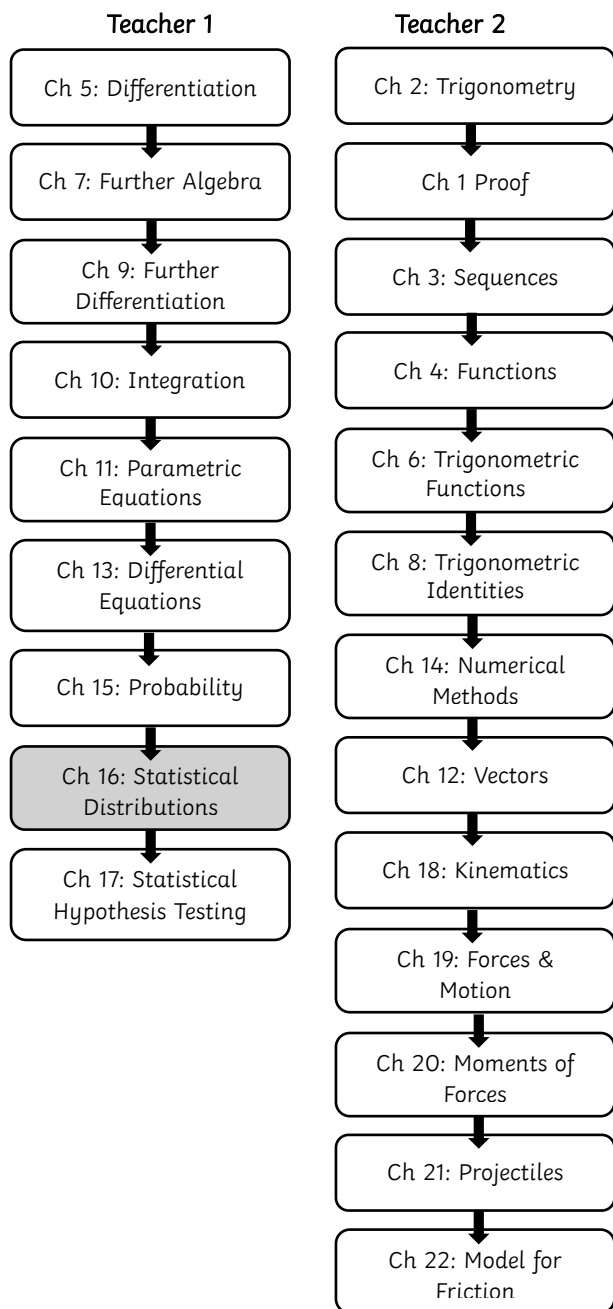 Teacher 1
Ch 5: Differentiation
Ch 7: Further Algebra
Ch 9: Further
Differentiation
Ch 10: Integration
Ch 11: Parametric
Equations
Ch 13: Differential
Equations
Ch 15: Probability
Ch 16: Statistical
Distributions
Ch 17: Statistical
Hypothesis Testing
Teacher 2
Ch 2: Trigonometry
Ch 1 Proof
Ch 3: Sequences
Ch 4: Functions
Ch 6: Trigonometric
Functions
Ch 8: Trigonometric
Identities
Ch 14: Numerical
Methods
Ch 12: Vectors
Ch 18: Kinematics
Ch 19: Forces &
Motion
Ch 20: Moments of
Forces
Ch 21: Projectiles
Ch 22: Model for
Friction